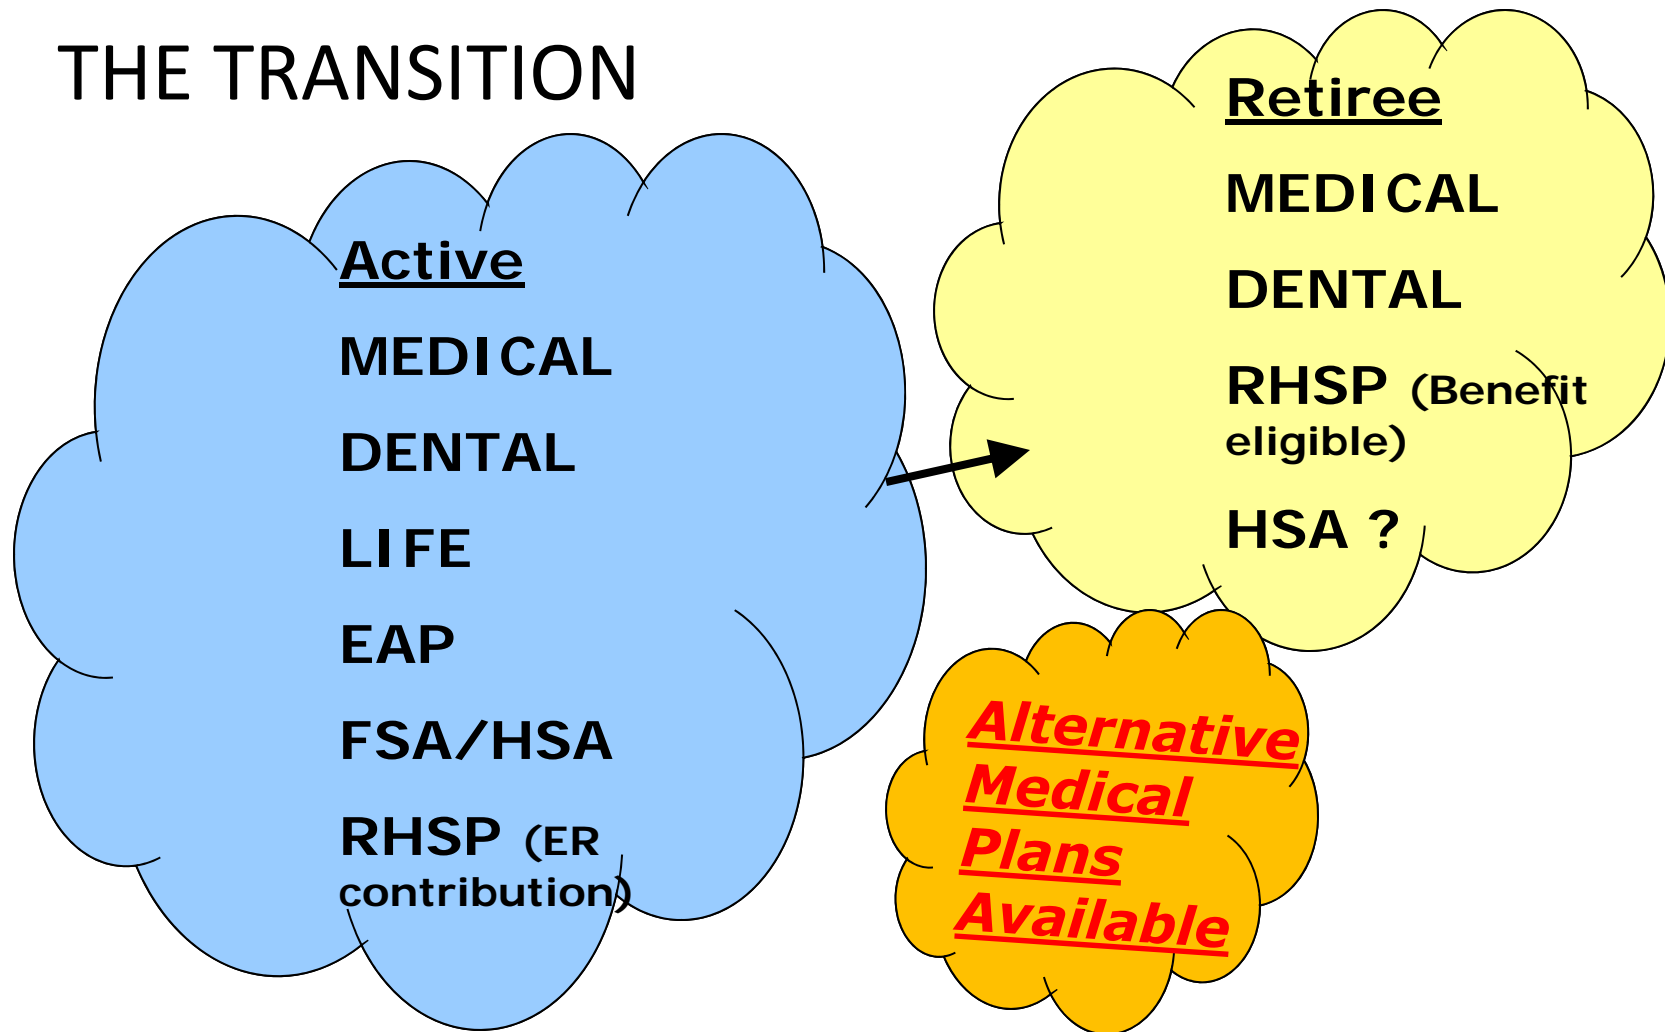 THE TRANSITION
Active
MEDICAL
DENTAL
LIFE
EAP
FSA/HSA
RHSP (ER
contribution)
Retiree
MEDICAL
DENTAL
RHSP (Benefit
eligible)
HSA ?
Alternative
Medical
Plans
Available